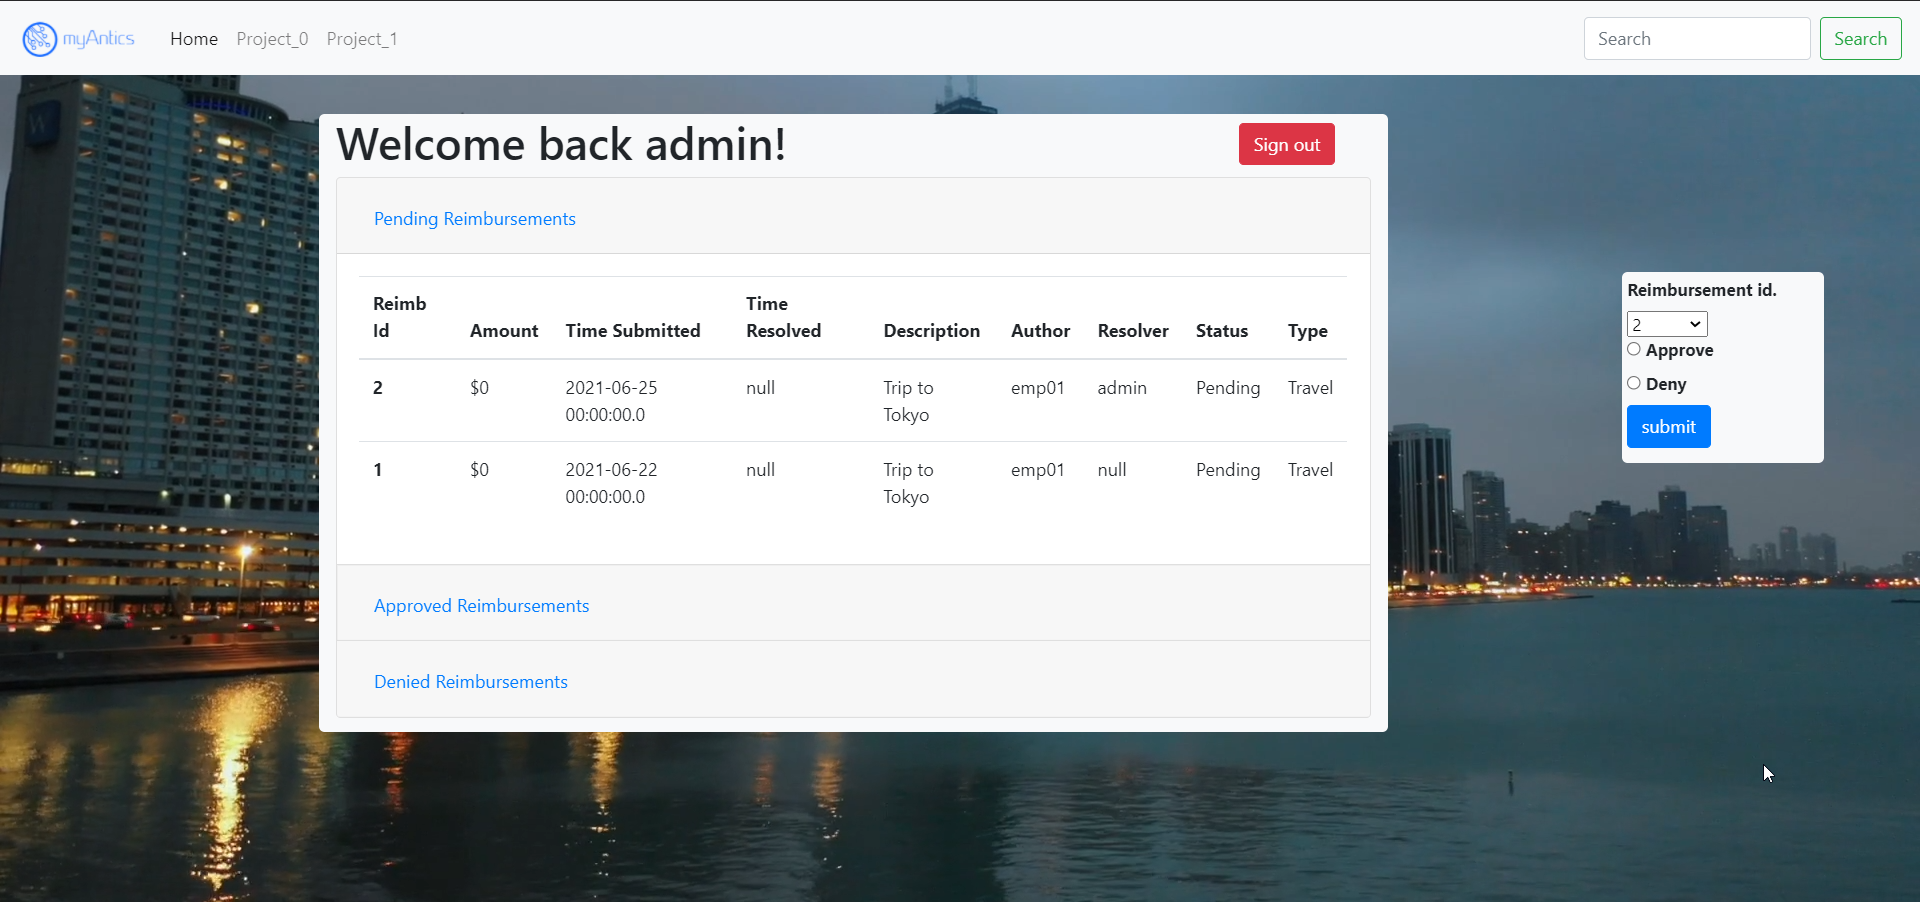 myAntics Home Project_0 Project_1 Search Search
Welcome back admin! Sign out
Pending Reimbursements
Reimb Id Amount Time Submitted Time Resolved Description Author Resolver Status Type
2 $0 2021-06-25 00:00:00.0 null Trip to Tokyo emp01 admin Pending Travel
1 $0 2021-06-22 00:00:00.0 null Trip to Tokyo emp01 null Pending Travel
Approved Reimbursements
Denied Reimbursements
Reimbursement id.
2
Approve
Deny
submit
W